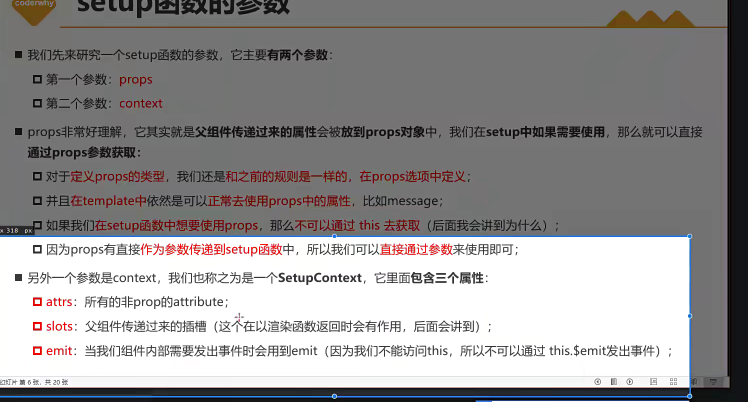 coderwhy
setup函数的参数
我们先来研究一个setup函数的参数，它主要有两个参数：
第一个参数：props
第二个参数：context
props非常好理解，它其实就是父组件传递过来的属性会被放到props对象中，我们在setup中如果需要使用，那么就可以直接
通过props参数获取：
对于定义props的类型，我们还是和之前的规则是一样的，在props选项中定义；
并且在template中依然是可以正常去使用props中的属性，比如message；
如果我们在setup函数中想要使用props，那么不可以通过 this 去获取（后面我会讲到为什么）；
x 318 px
因为props有直接作为参数传递到setup函数中，所以我们可以直接通过参数来使用即可；
另外一个参数是context，我们也称之为是一个SetupContext，它里面包含三个属性：
attrs：所有的非prop的attribute；
slots：父组件传递过来的插槽（这个在以渲染函数返回时会有作用，后面会讲到）；
emit：当我们组件内部需要发出事件时会用到emit（因为我们不能访问this，所以不可以通过 this.$emit发出事件）；
幻灯片 第 6 张，共 20 张